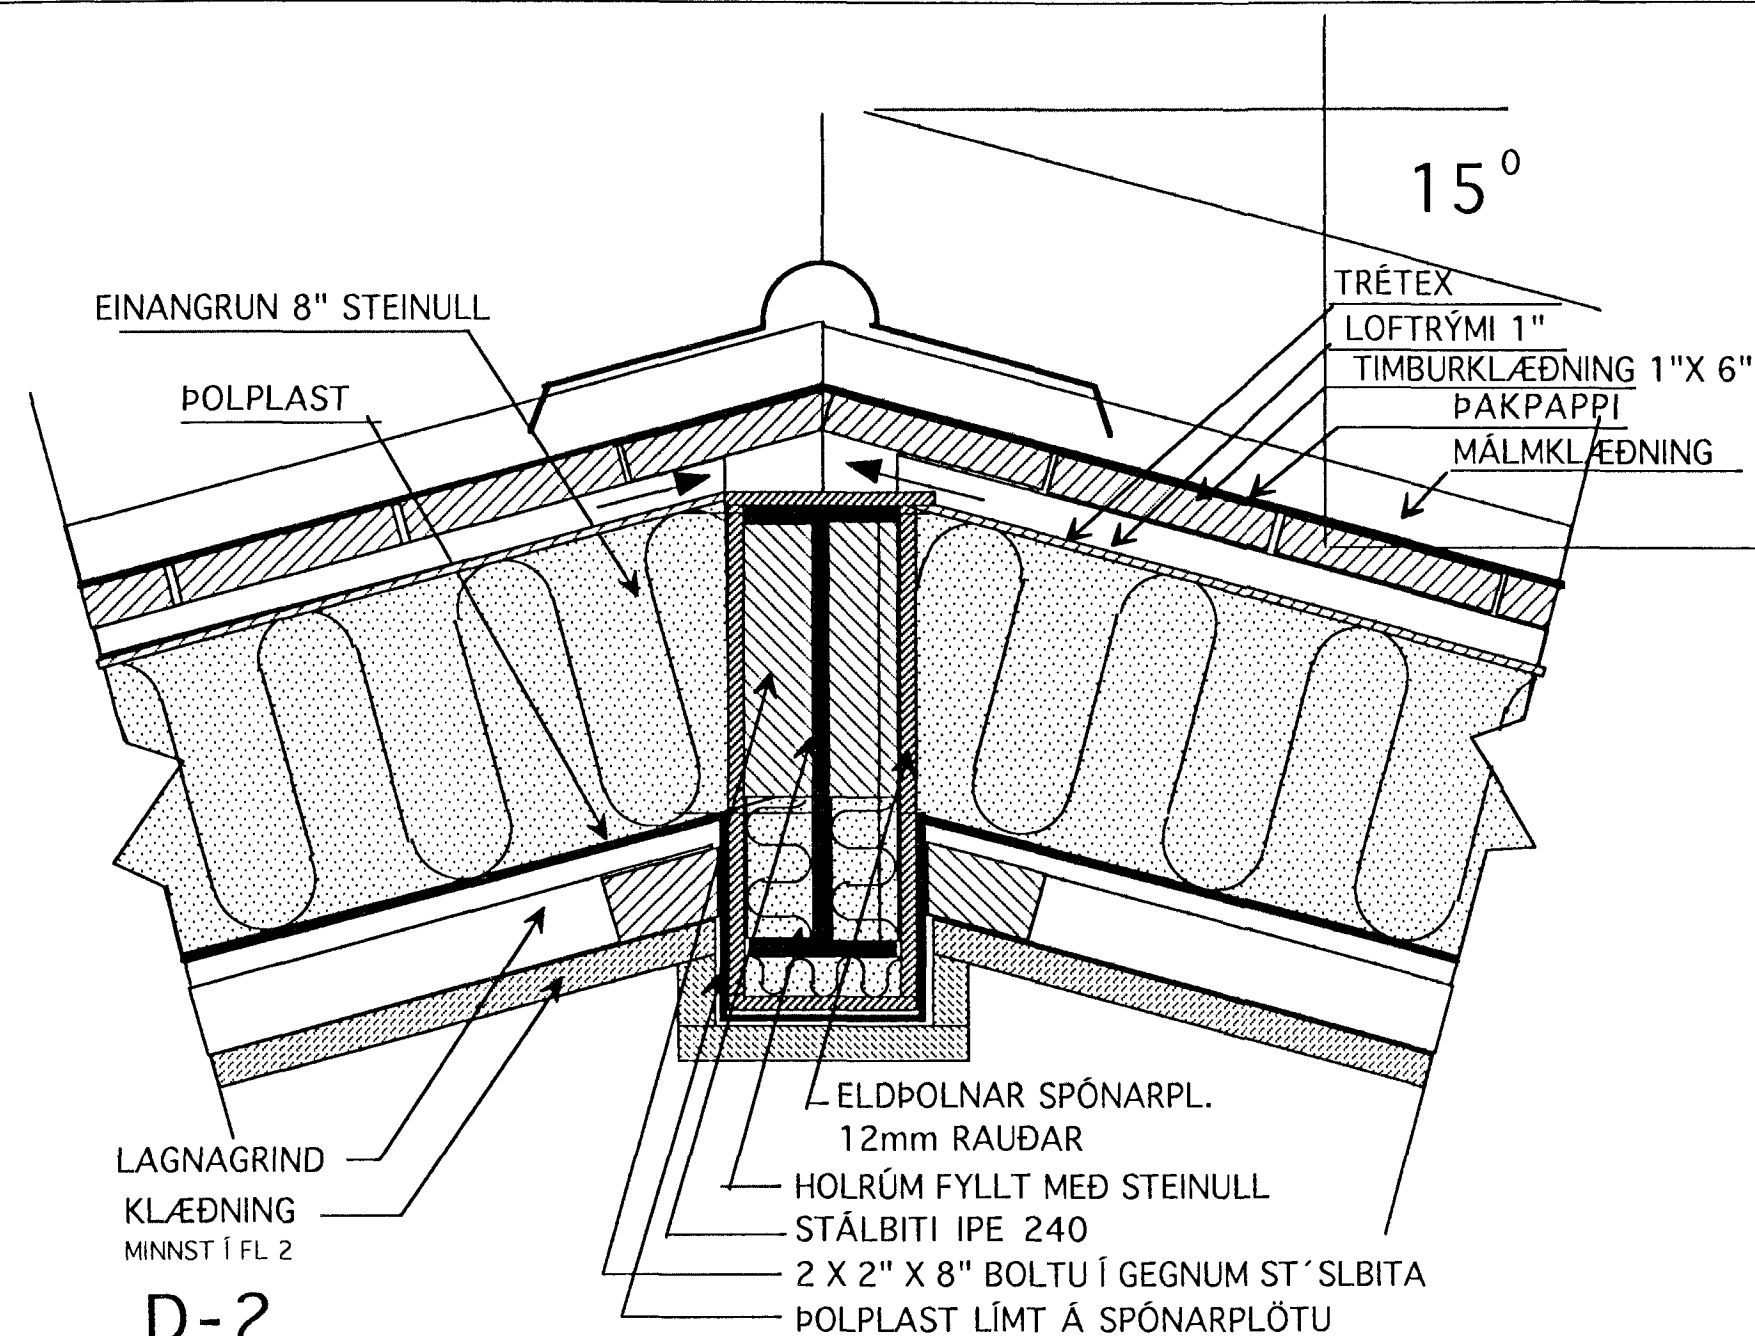 15°
TRÉTEX
LOFTRÝMI 1"
TIMBURKLÆÐNING 1"X 6"
ÞAKPAPPI
MÁLMKLÆÐNING
EINANGRUN 8" STEINULL
ÞOLPLAST
LAGNAGRIND
KLÆÐNING
MINNST Í FL 2
D-2
ELDÞOLNAR SPÓNARPL.
12mm RAUÐAR
HOLRÚM FYLLT MEÐ STEINULL
STÁLBITI IPE 240
2 X 2" X 8" BOLTU Í GEGNUM ST´SLBITA
ÞOLPLAST LÍMT Á SPÓNARPLÖTU